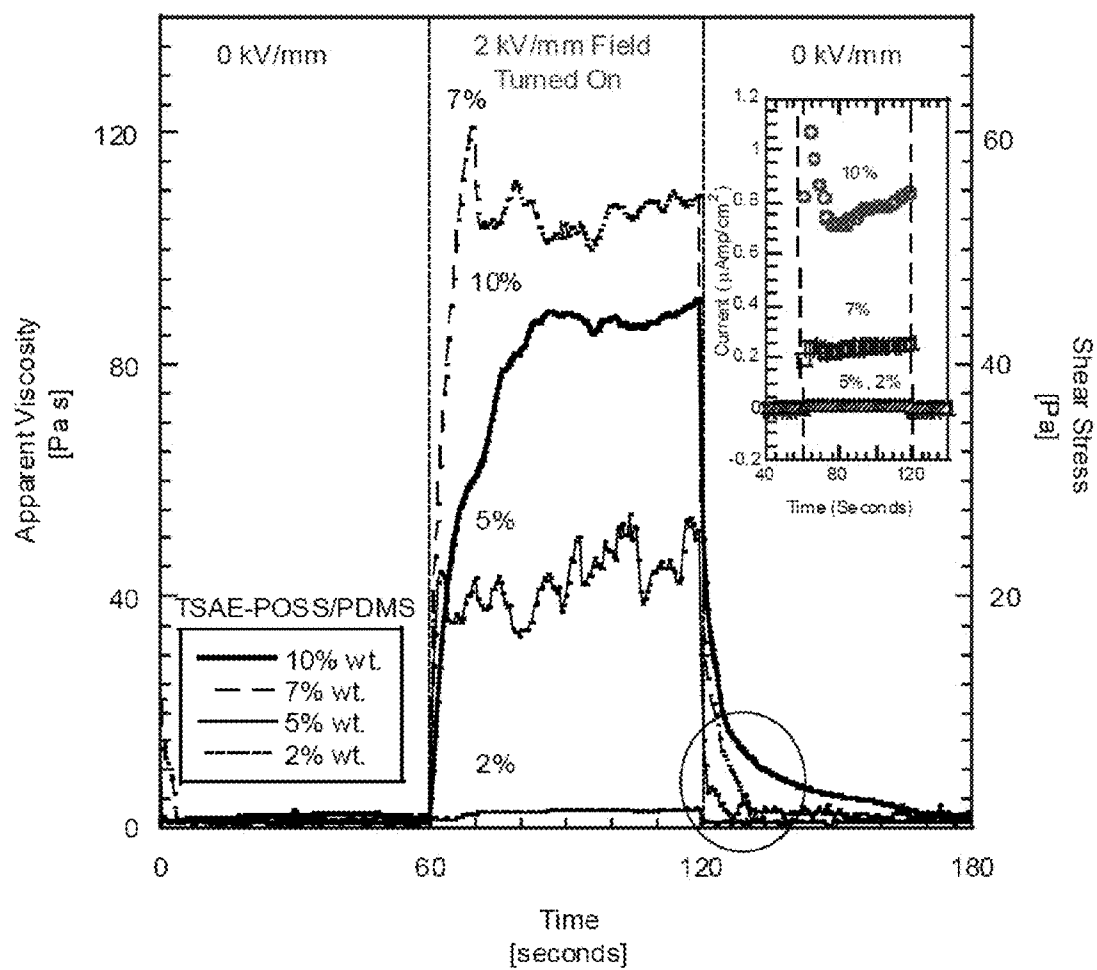 0 kV/mm
2 kV/mm Field
Turned On
0 kV/mm
7%
10%
5%
2%
120
80
40
0
60
40
20
0
60
120
180
Apparent Viscosity
[Pa s]
Shear Stress
[Pa]
Time
[seconds]
TSAE-POSS/PDMS
10% wt.
7% wt.
5% wt.
2% wt.
1.2
1
0.8
0.6
0.4
0.2
0
-0.2
40
80
120
Current (µAmp/cm²)
Time (Seconds)
10%
7%
5%, 2%